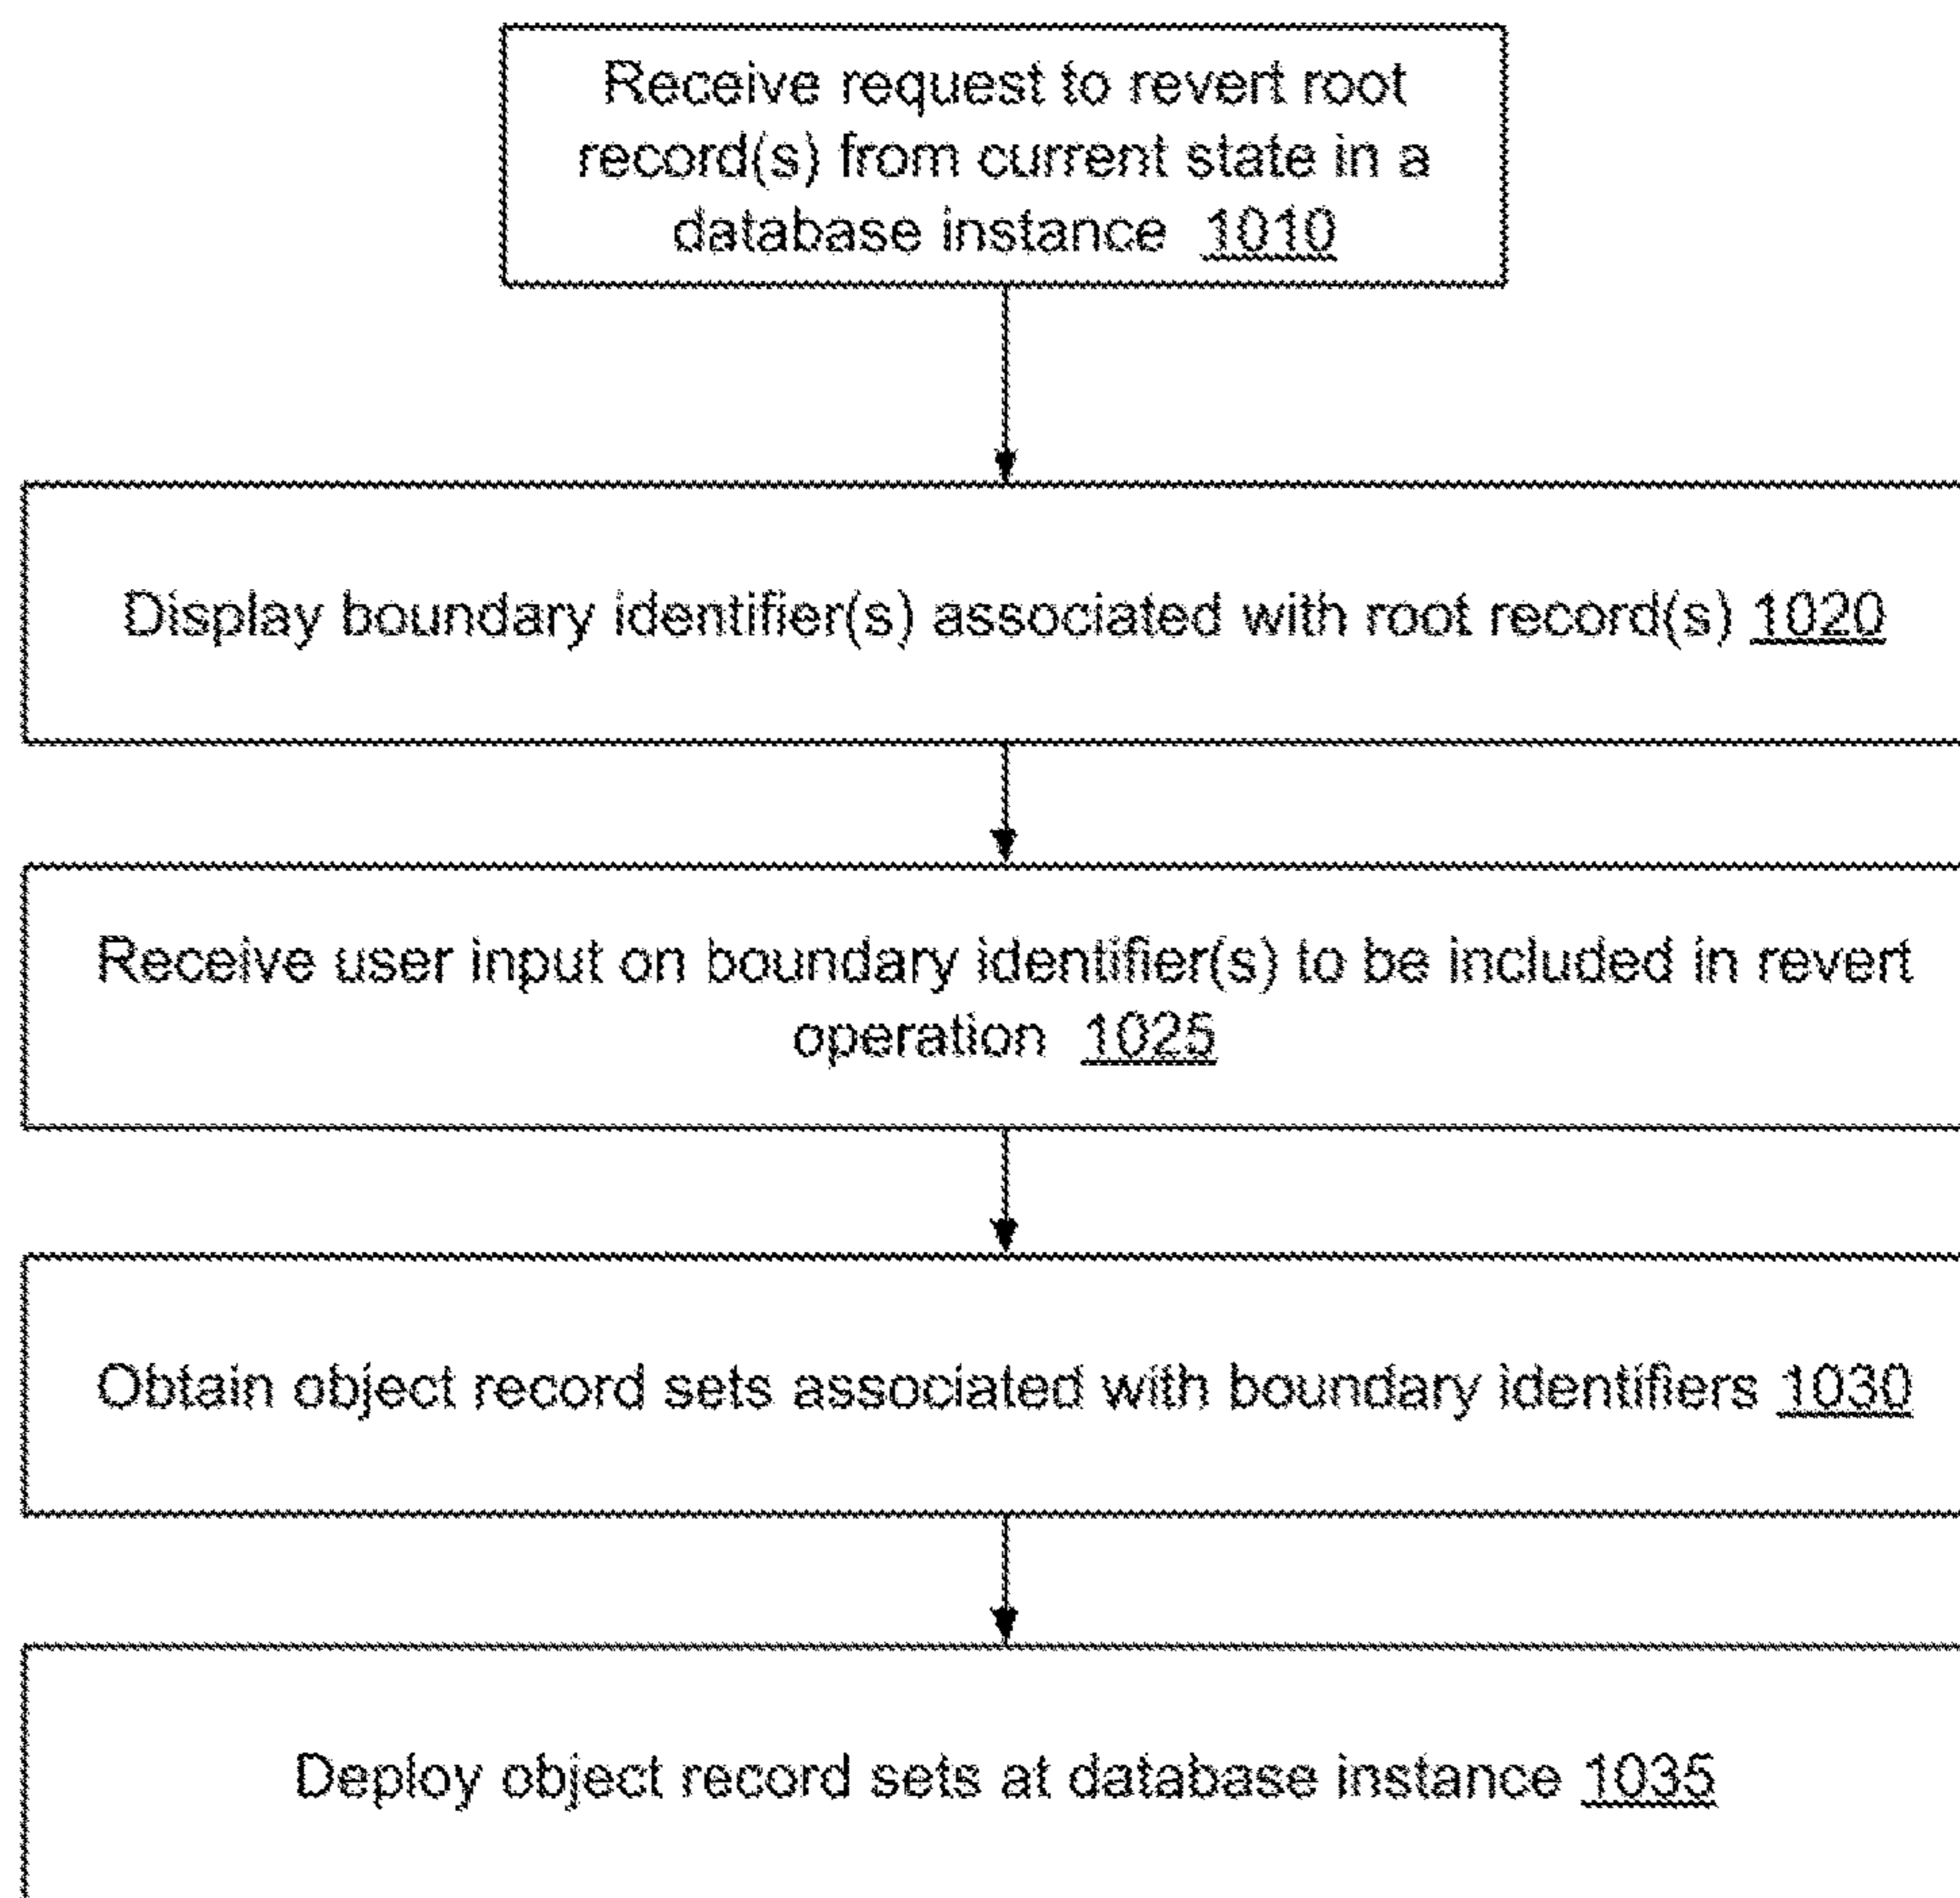 Receive request to revert root
record(s) from current state in a
database instance 1010
Display boundary identifier(s) associated with root record(s) 1020
Receive user input on boundary identifier(s) to be included in revert
operation 1025
Obtain object record sets associated with boundary identifiers 1030
Deploy object record sets at database instance 1035